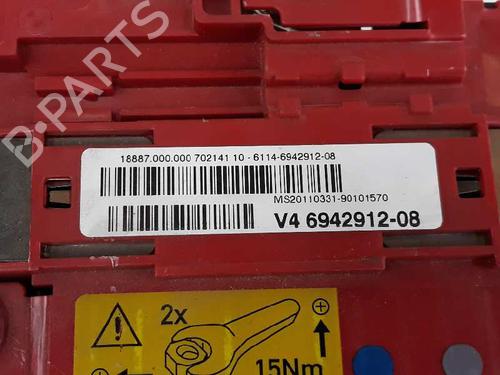 18887.000.000 702141 10 - 6114-6942912-08
MS20110331-90101570
V4 6942912-08
2x
15Nm
B-PARTS